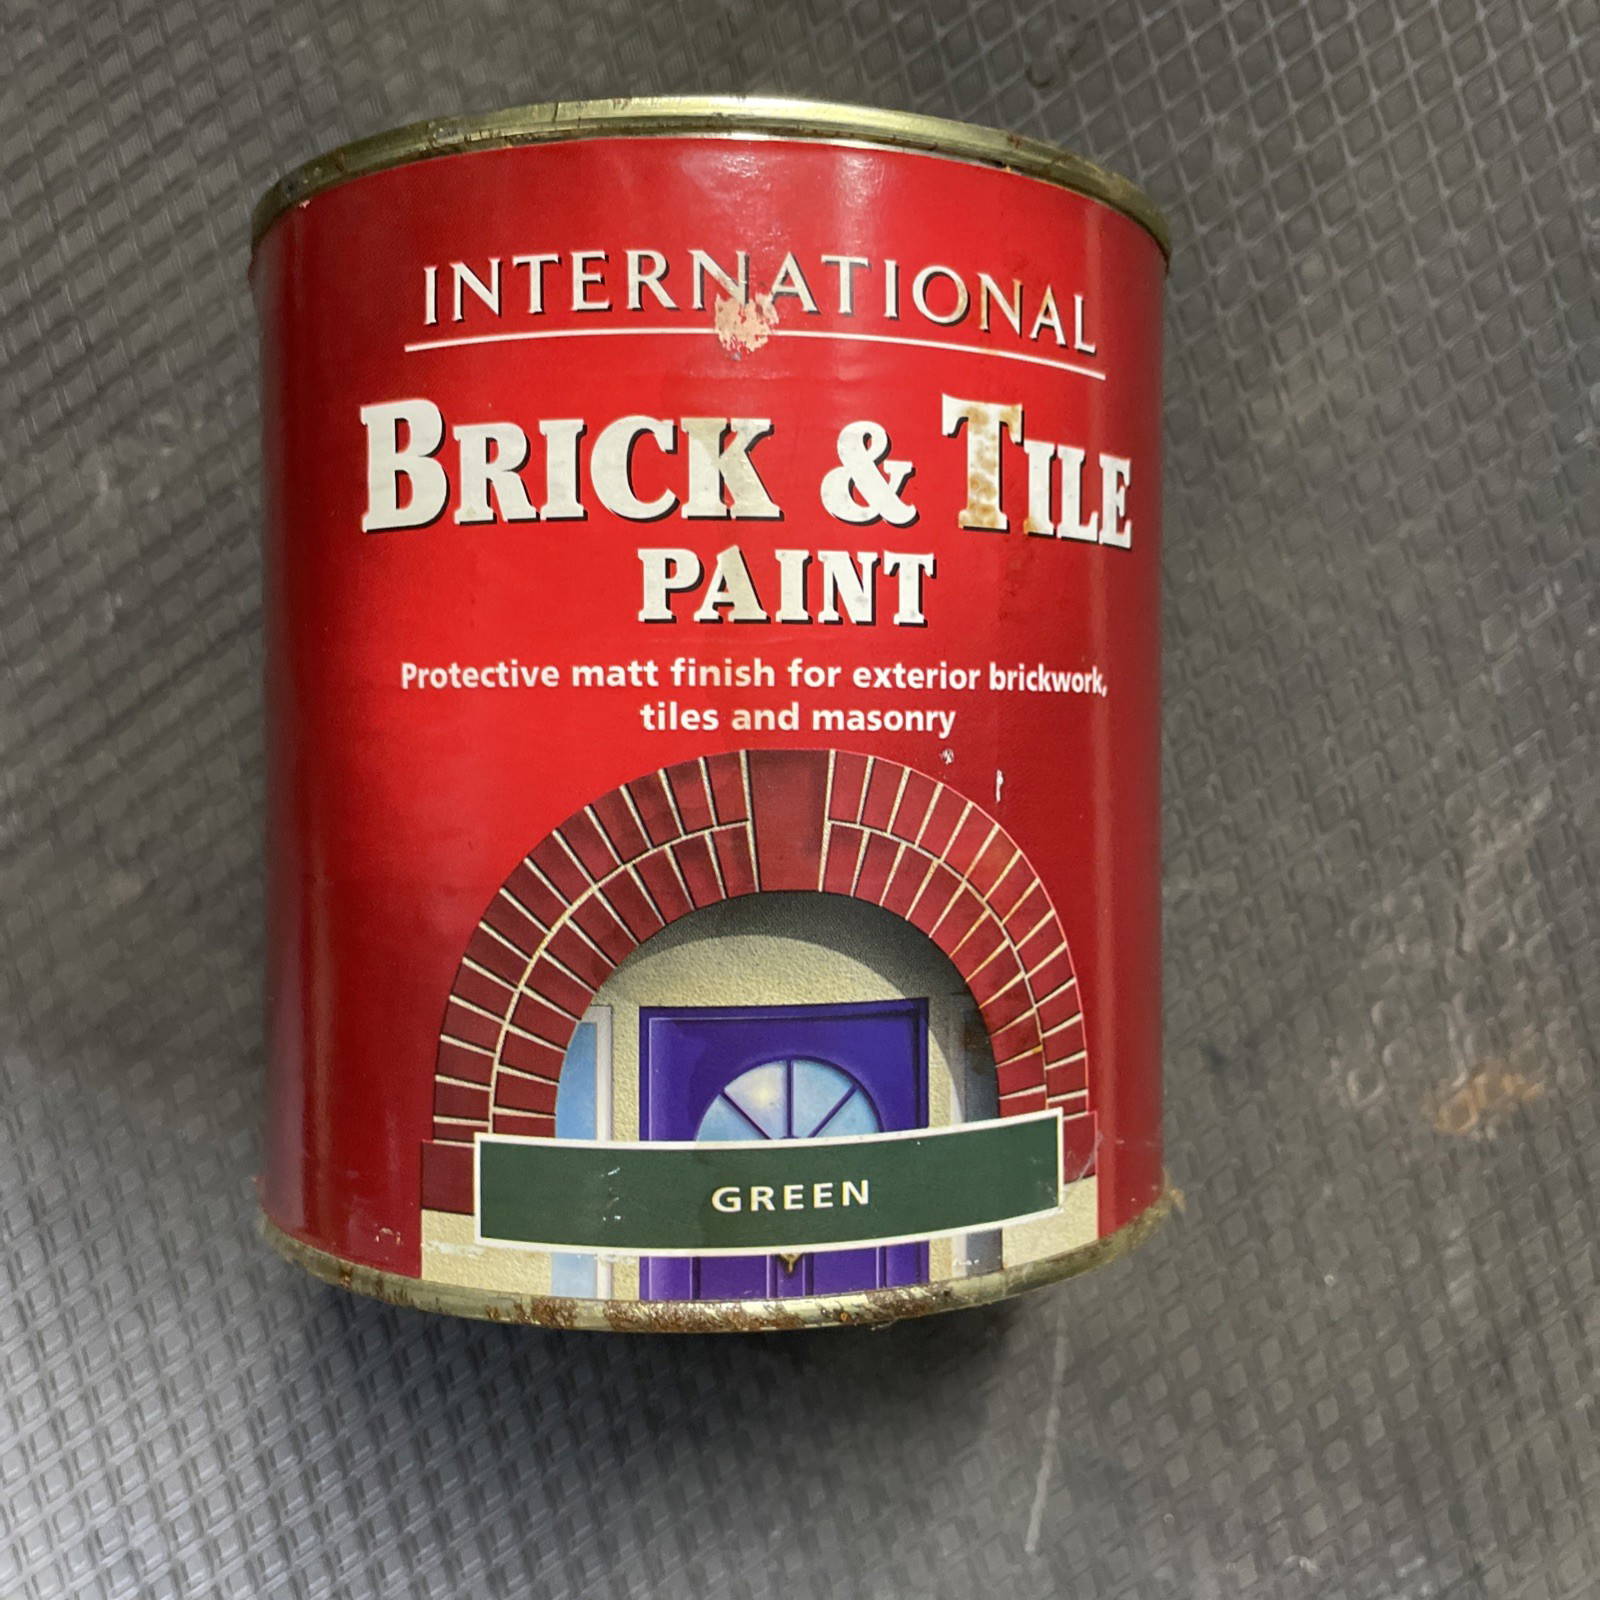 INTERNATIONAL
BRICK & TILE
PAINT
Protective matt finish for exterior brickwork,
tiles and masonry
GREEN